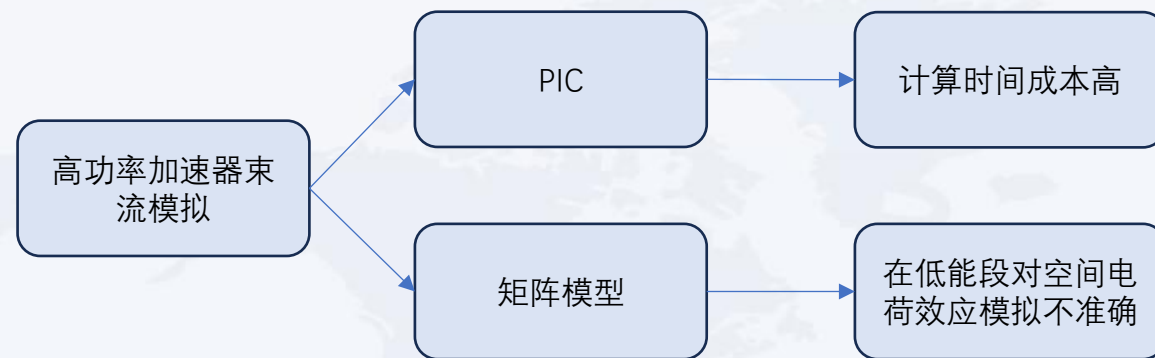 高功率加速器束
流模拟
PIC
计算时间成本高
矩阵模型
在低能段对空间电
荷效应模拟不准确